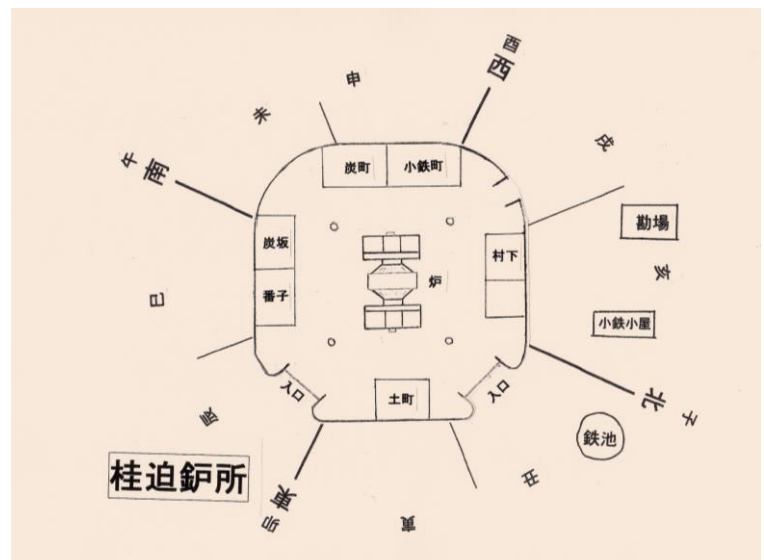 酉
西
申
未
戌
午
南
炭町
小鉄町
勘場
炭坂
村下
亥
炉
巳
番子
小鉄小屋
入口
入口
土町
北
子
鉄池
辰
丑
桂迫鈩所
東
卯
寅